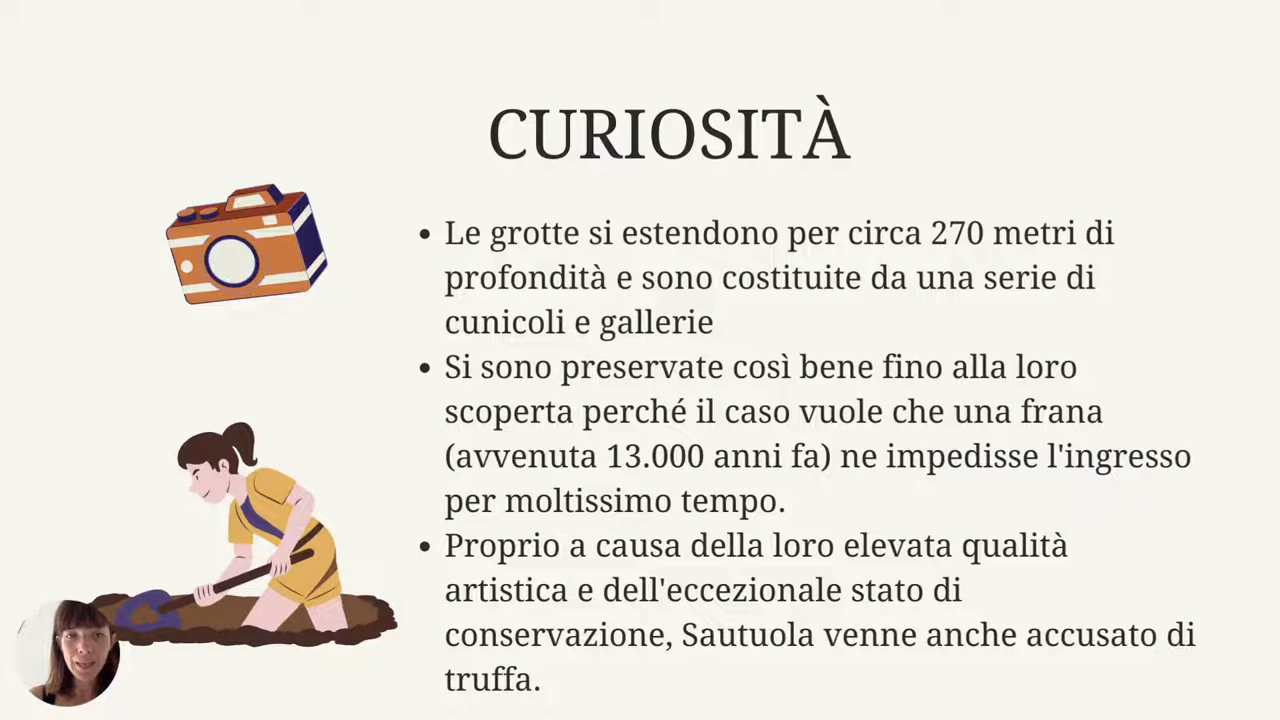 CURIOSITÀ
• Le grotte si estendono per circa 270 metri di
profondità e sono costituite da una serie di
cunicoli e gallerie
• Si sono preservate così bene fino alla loro
scoperta perché il caso vuole che una frana
(avvenuta 13.000 anni fa) ne impedisse l'ingresso
per moltissimo tempo.
• Proprio a causa della loro elevata qualità
artistica e dell'eccezionale stato di
conservazione, Sautuola venne anche accusato di
truffa.